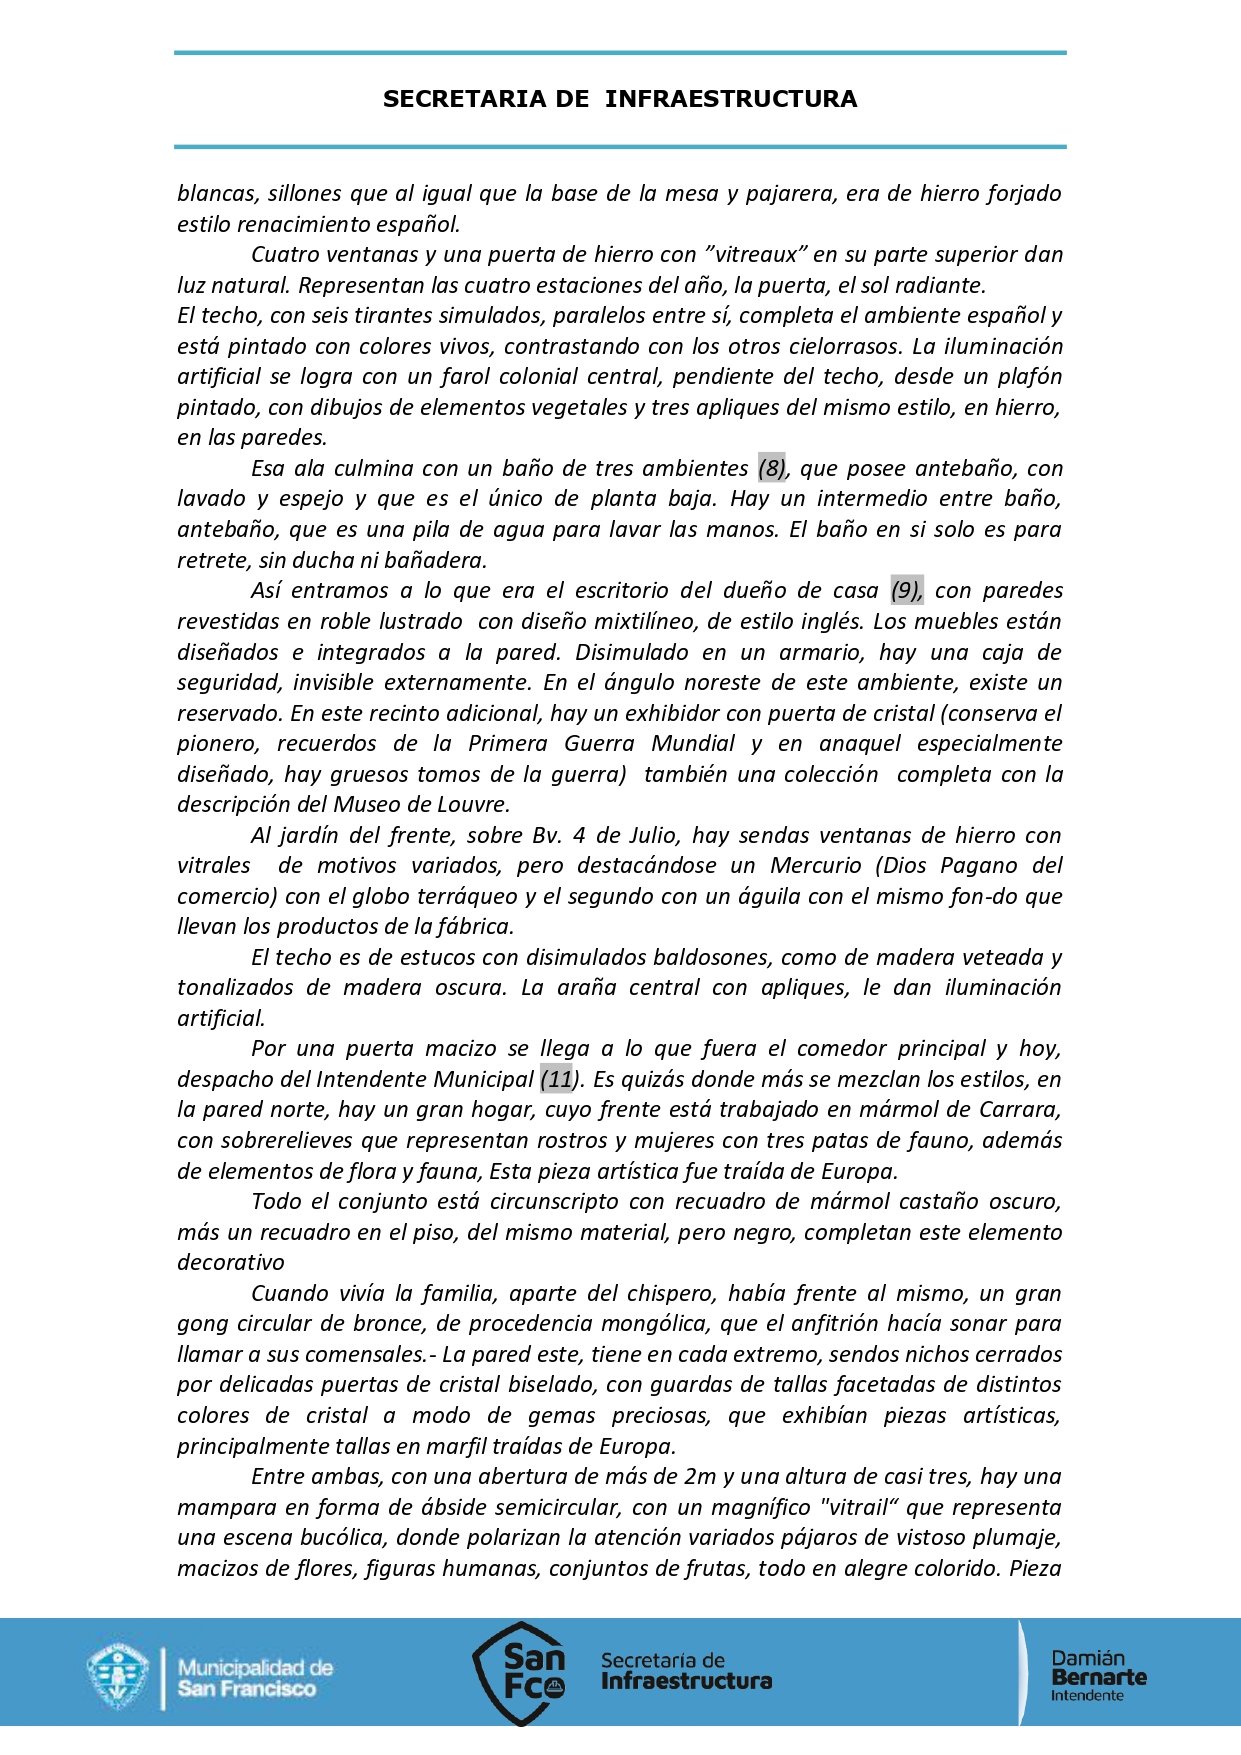 SECRETARIA DE  INFRAESTRUCTURA
blancas, sillones que al igual que la base de la mesa y pajarera, era de hierro forjado
estilo renacimiento español.
Cuatro ventanas y una puerta de hierro con ”vitreaux” en su parte superior dan
luz natural. Representan las cuatro estaciones del año, la puerta, el sol radiante.
El techo, con seis tirantes simulados, paralelos entre sí, completa el ambiente español y
está pintado con colores vivos, contrastando con los otros cielorrasos. La iluminación
artificial se logra con un farol colonial central, pendiente del techo, desde un plafón
pintado, con dibujos de elementos vegetales y tres apliques del mismo estilo, en hierro,
en las paredes.
Esa ala culmina con un baño de tres ambientes (8), que posee antebaño, con
lavado y espejo y que es el único de planta baja. Hay un intermedio entre baño,
antebaño, que es una pila de agua para lavar las manos. El baño en si solo es para
retrete, sin ducha ni bañadera.
Así entramos a lo que era el escritorio del dueño de casa (9), con paredes
revestidas en roble lustrado  con diseño mixtilíneo, de estilo inglés. Los muebles están
diseñados e integrados a la pared. Disimulado en un armario, hay una caja de
seguridad, invisible externamente. En el ángulo noreste de este ambiente, existe un
reservado. En este recinto adicional, hay un exhibidor con puerta de cristal (conserva el
pionero, recuerdos de la Primera Guerra Mundial y en anaquel especialmente
diseñado, hay gruesos tomos de la guerra)  también una colección  completa con la
descripción del Museo de Louvre.
Al jardín del frente, sobre Bv. 4 de Julio, hay sendas ventanas de hierro con
vitrales  de motivos variados, pero destacándose un Mercurio (Dios Pagano del
comercio) con el globo terráqueo y el segundo con un águila con el mismo fon-do que
llevan los productos de la fábrica.
El techo es de estucos con disimulados baldosones, como de madera veteada y
tonalizados de madera oscura. La araña central con apliques, le dan iluminación
artificial.
Por una puerta macizo se llega a lo que fuera el comedor principal y hoy,
despacho del Intendente Municipal (11). Es quizás donde más se mezclan los estilos, en
la pared norte, hay un gran hogar, cuyo frente está trabajado en mármol de Carrara,
con sobrerelieves que representan rostros y mujeres con tres patas de fauno, además
de elementos de flora y fauna, Esta pieza artística fue traída de Europa.
Todo el conjunto está circunscripto con recuadro de mármol castaño oscuro,
más un recuadro en el piso, del mismo material, pero negro, completan este elemento
decorativo
Cuando vivía la familia, aparte del chispero, había frente al mismo, un gran
gong circular de bronce, de procedencia mongólica, que el anfitrión hacía sonar para
llamar a sus comensales.- La pared este, tiene en cada extremo, sendos nichos cerrados
por delicadas puertas de cristal biselado, con guardas de tallas facetadas de distintos
colores de cristal a modo de gemas preciosas, que exhibían piezas artísticas,
principalmente tallas en marfil traídas de Europa.
Entre ambas, con una abertura de más de 2m y una altura de casi tres, hay una
mampara en forma de ábside semicircular, con un magnífico "vitrail“ que representa
una escena bucólica, donde polarizan la atención variados pájaros de vistoso plumaje,
macizos de flores, figuras humanas, conjuntos de frutas, todo en alegre colorido. Pieza
Municipalidad de
San Francisco
San
Fco
Secretaría de
Infraestructura
Damián
Bernarte
Intendente